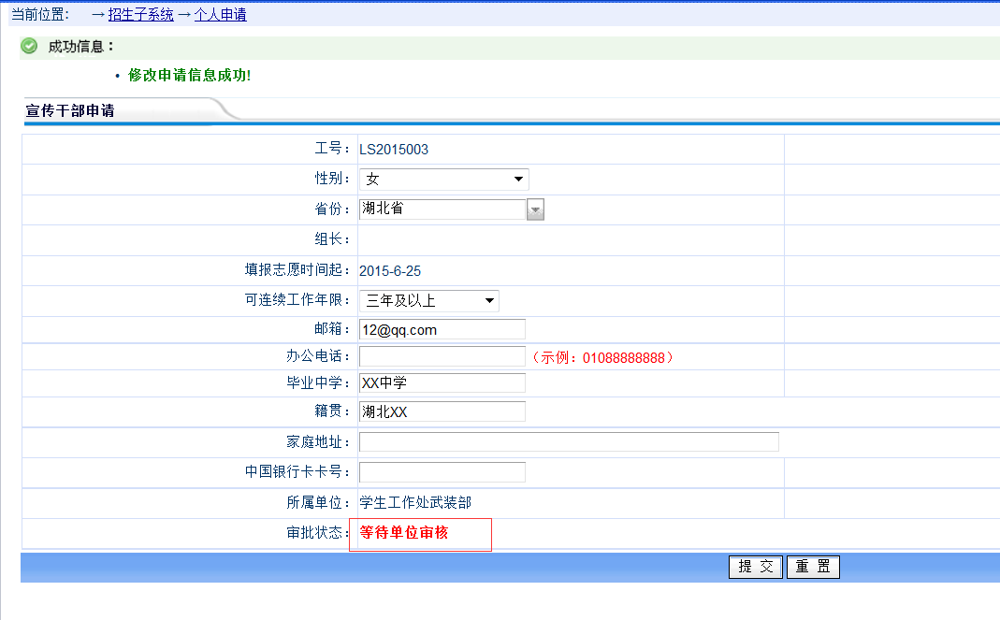 当前位置： →招生子系统→个人申请
成功信息：
• 修改申请信息成功!
宣传干部申请
工号：LS2015003
性别：女
省份：湖北省
组长：
填报志愿时间起：2015-6-25
可连续工作年限：三年及以上
邮箱：12@qq.com
办公电话：（示例：01088888888）
毕业中学：XX中学
籍贯：湖北XX
家庭地址：
中国银行卡卡号：
所属单位：学生工作处武装部
审批状态：等待单位审核
提 交 重 置